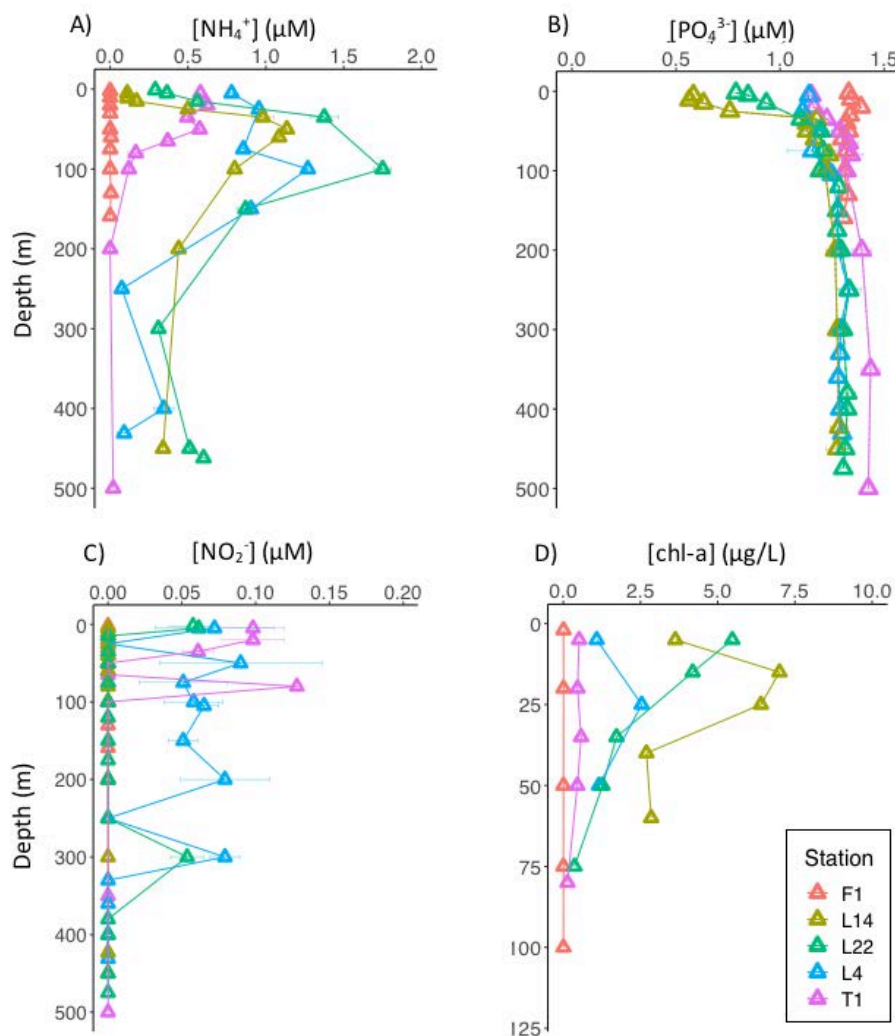 A) [NH₄⁺] (µM) B) [PO₄³⁻] (µM)
0.0 0.5 1.0 1.5 2.0 0.0 0.5 1.0 1.5
0 0
100 100
200 200
300 300
400 400
500 500
Depth (m)
C) [NO₂⁻] (µM) D) [chl-a] (µg/L)
0.00 0.05 0.10 0.15 0.20 0.0 2.5 5.0 7.5 10.0
0 0
100 25
200 50
300 75
400 100
500 125
Depth (m)
Station
F1
L14
L22
L4
T1